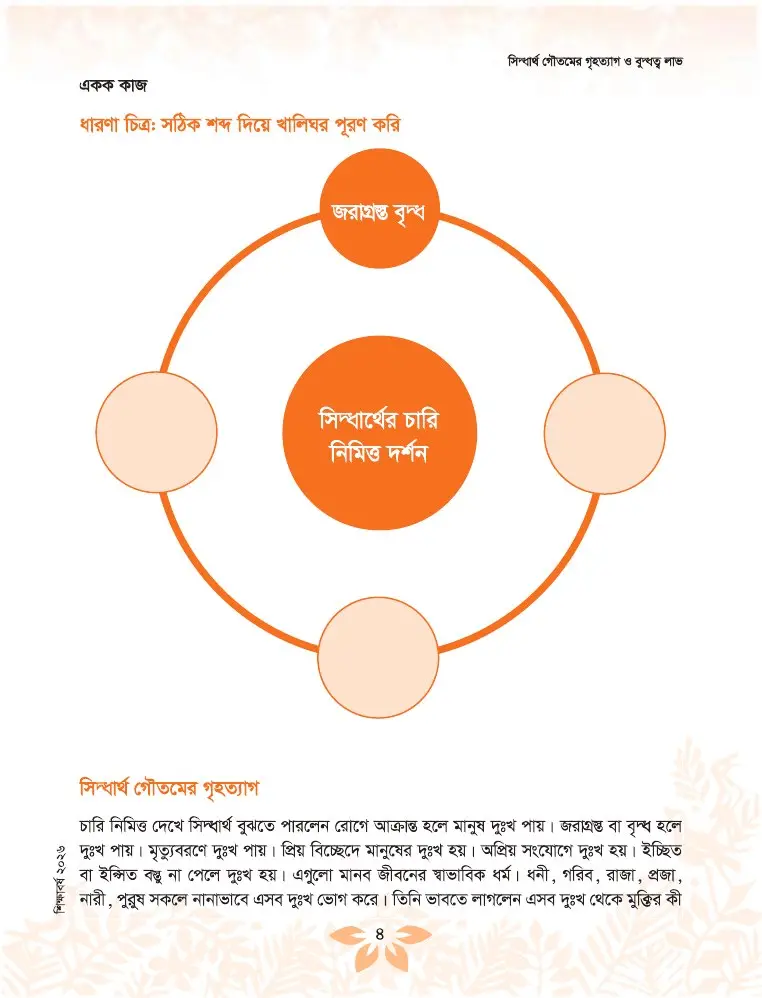 সিদ্ধার্থ গৌতমের গৃহত্যাগ ও বুদ্ধত্ব লাভ
একক কাজ
ধারণা চিত্র: সঠিক শব্দ দিয়ে খালিঘর পূরণ করি
জরাগ্রস্ত বৃদ্ধ
সিদ্ধার্থের চারি
নিমিত্ত দর্শন
সিদ্ধার্থ গৌতমের গৃহত্যাগ
চারি নিমিত্ত দেখে সিদ্ধার্থ বুঝতে পারলেন রোগে আক্রান্ত হলে মানুষ দুঃখ পায়। জরাগ্রস্ত বা বৃদ্ধ হলে
দুঃখ পায়। মৃত্যুবরণে দুঃখ পায়। প্রিয় বিচ্ছেদে মানুষের দুঃখ হয়। অপ্রিয় সংযোগে দুঃখ হয়। ইচ্ছিত
বা ইপ্সিত বস্তু না পেলে দুঃখ হয়। এগুলো মানব জীবনের স্বাভাবিক ধর্ম। ধনী, গরিব, রাজা, প্রজা,
নারী, পুরুষ সকলে নানাভাবে এসব দুঃখ ভোগ করে। তিনি ভাবতে লাগলেন এসব দুঃখ থেকে মুক্তির কী
শিক্ষাবর্ষ ২০২৬
৪